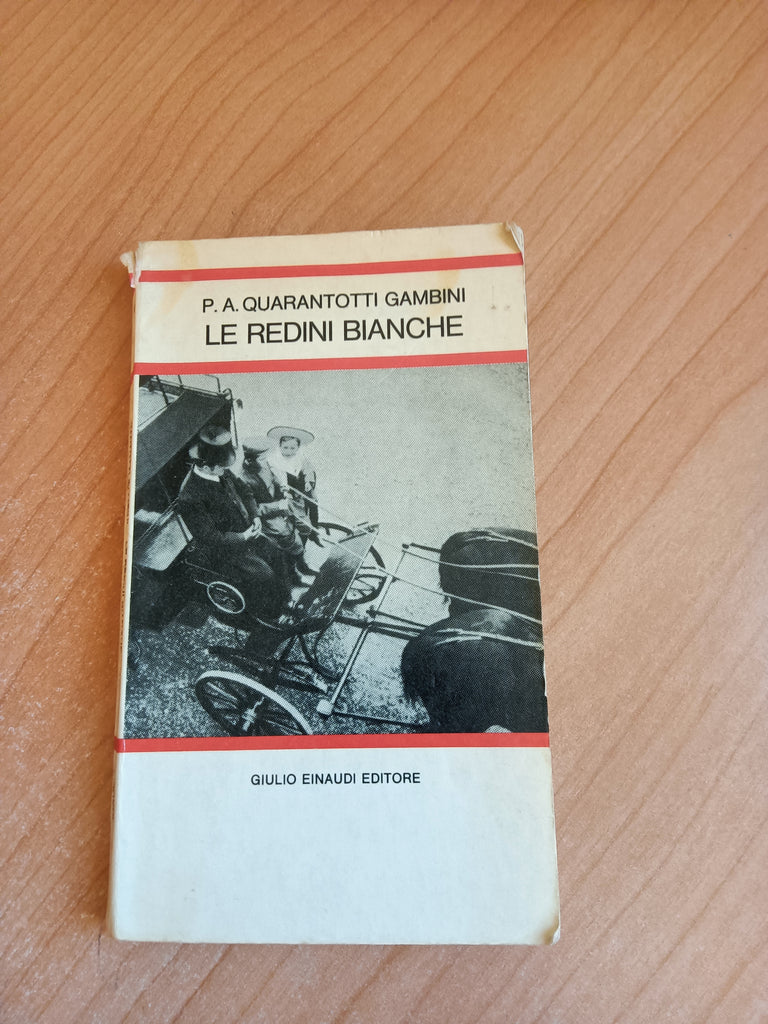 P. A. QUARANTOTTI GAMBINI
LE REDINI BIANCHE
GIULIO EINAUDI EDITORE